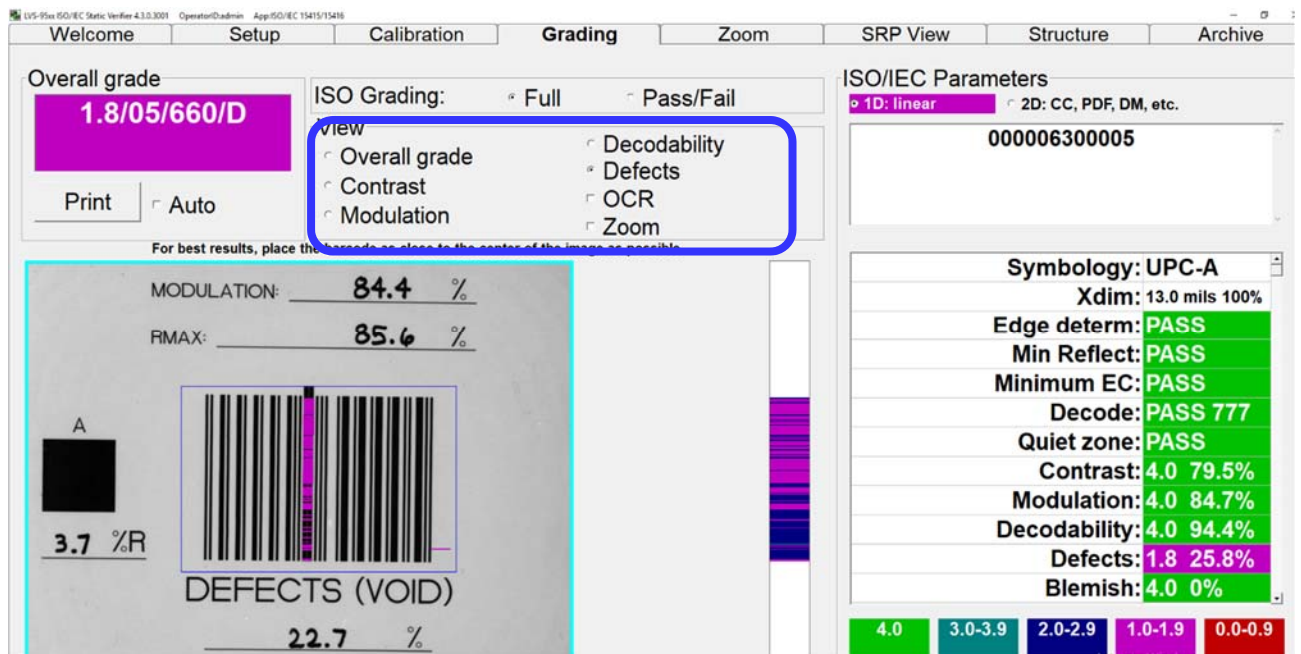 LVS-95xx ISO/IEC Static Verifier 4.3.0.3001 OperatorID:admin App:ISO/IEC 15415/15416
Welcome Setup Calibration Grading Zoom SRP View Structure Archive
Overall grade
1.8/05/660/D
Print Auto
ISO Grading: Full Pass/Fail
View
Overall grade
Contrast
Modulation
Decodability
Defects
OCR
Zoom
For best results, place the barcode as close to the center of the image as possible
MODULATION: 84.4 %
RMAX: 85.6 %
A
3.7 %R
DEFECTS (VOID)
22.7 %
ISO/IEC Parameters
1D: linear 2D: CC, PDF, DM, etc.
000006300005
Symbology: UPC-A
Xdim: 13.0 mils 100%
Edge determ: PASS
Min Reflect: PASS
Minimum EC: PASS
Decode: PASS 777
Quiet zone: PASS
Contrast: 4.0 79.5%
Modulation: 4.0 84.7%
Decodability: 4.0 94.4%
Defects: 1.8 25.8%
Blemish: 4.0 0%
4.0 3.0-3.9 2.0-2.9 1.0-1.9 0.0-0.9